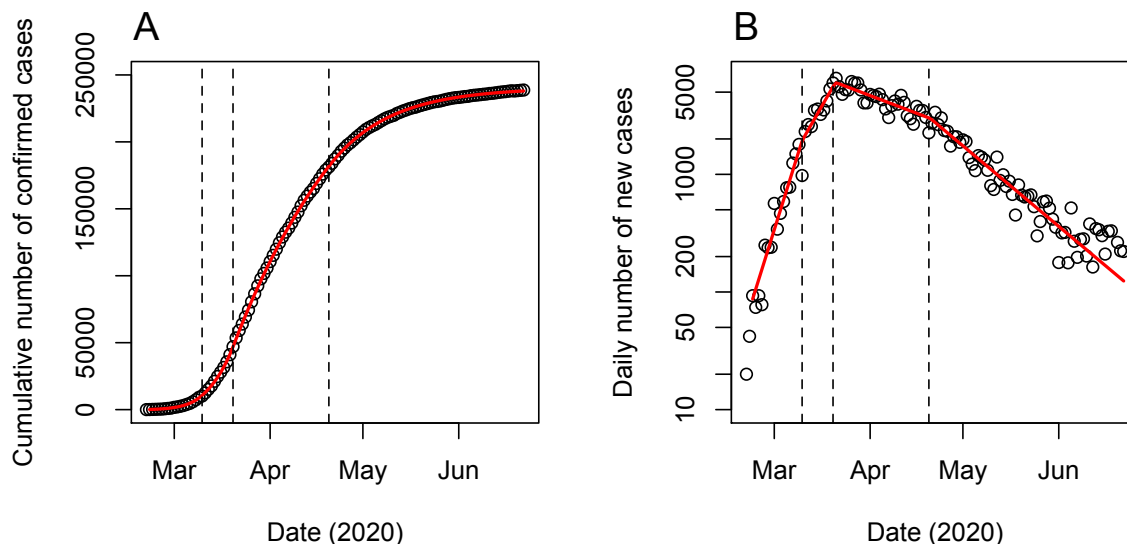 A
Cumulative number of confirmed cases
250000
150000
50000
0
Mar
Apr
May
Jun
Date (2020)
B
Daily number of new cases
5000
1000
200
50
10
Mar
Apr
May
Jun
Date (2020)